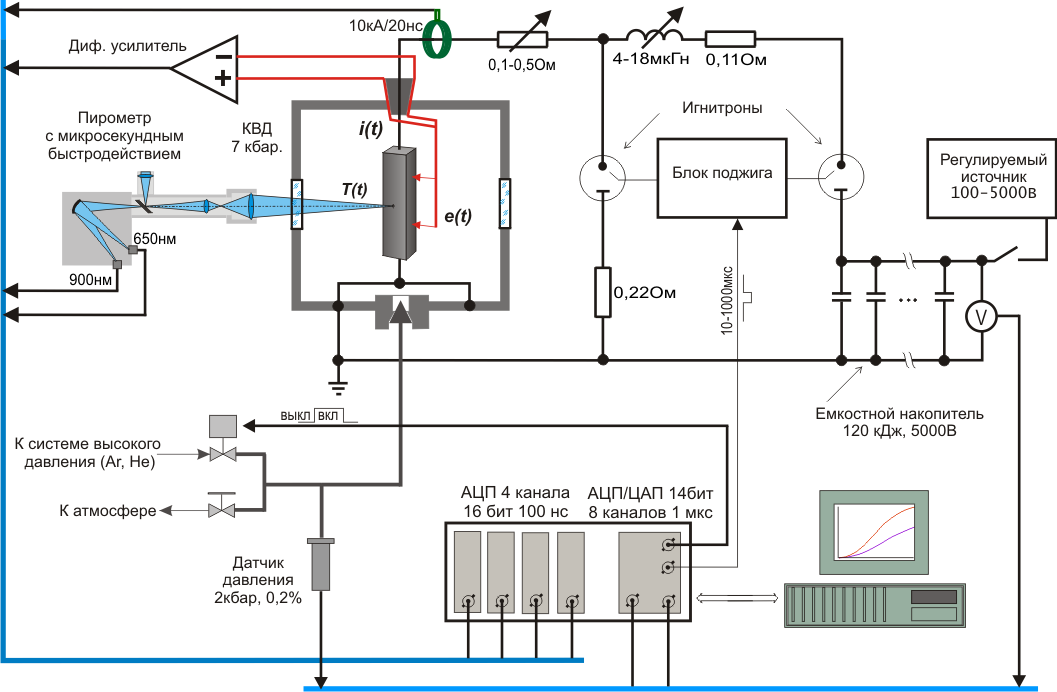 10кА/20нс
Диф. усилитель
0,1-0,5Ом
4-18мкГн
0,11Ом
Игнитроны
Пирометр
с микросекундным
быстродействием
КВД
7 кбар.
i(t)
T(t)
e(t)
Блок поджига
Регулируемый
источник
100-5000В
650нм
900нм
0,22Ом
10-1000мкс
V
Емкостной накопитель
120 кДж, 5000В
ВЫКЛ ВКЛ
К системе высокого
давления (Ar, He)
К атмосфере
АЦП 4 канала
16 бит 100 нс
АЦП/ЦАП 14бит
8 каналов 1 мкс
Датчик
давления
2кбар, 0,2%